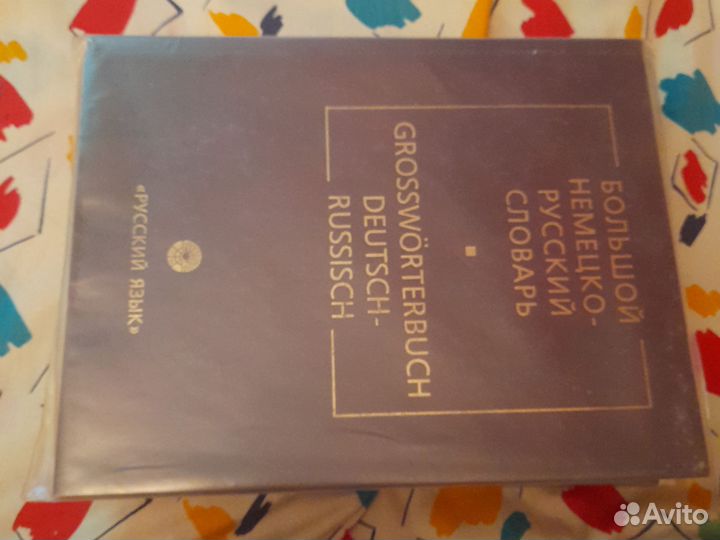 БОЛЬШОЙ
НЕМЕЦКО-
РУССКИЙ
СЛОВАРЬ
GROSSWÖRTERBUCH
DEUTSCH-
RUSSISCH
«РУССКИЙ ЯЗЫК»
Avito